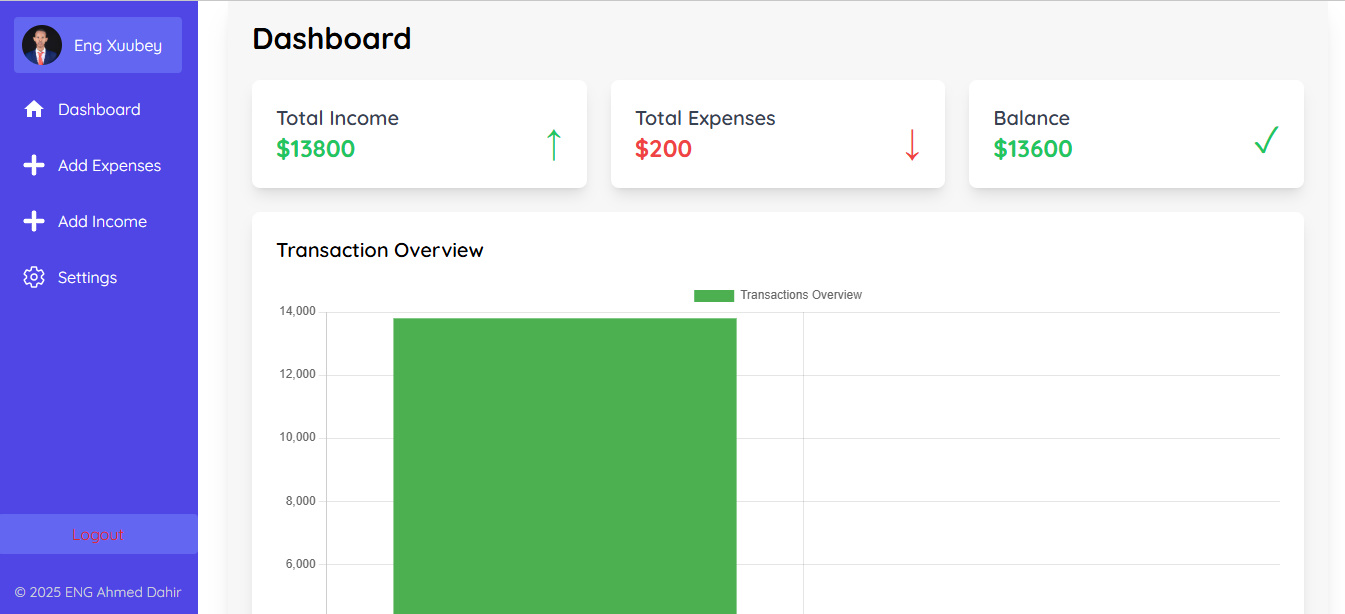 Eng Xuubey
Dashboard
Add Expenses
Add Income
Settings
Logout
© 2025 ENG Ahmed Dahir
Dashboard
Total Income
$13800
Total Expenses
$200
Balance
$13600
Transaction Overview
Transactions Overview
14,000
12,000
10,000
8,000
6,000